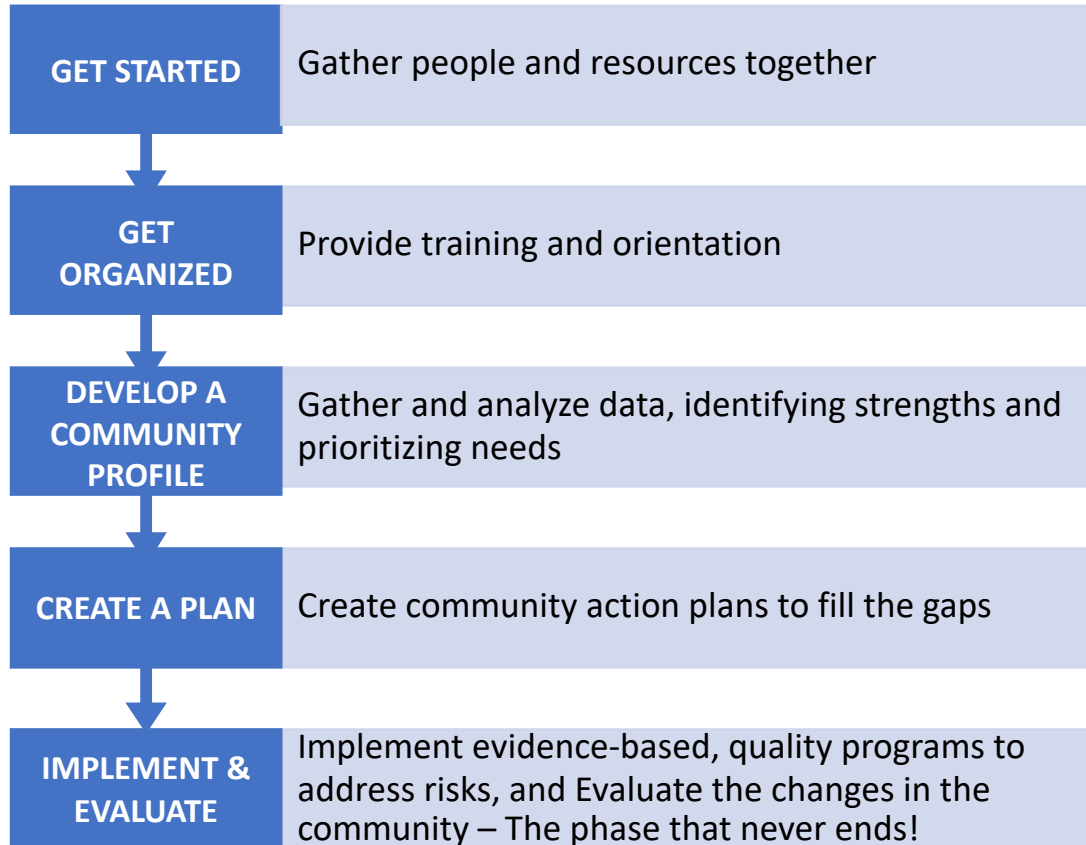 GET STARTED
Gather people and resources together
GET
ORGANIZED
Provide training and orientation
DEVELOP A
COMMUNITY
PROFILE
Gather and analyze data, identifying strengths and
prioritizing needs
CREATE A PLAN
Create community action plans to fill the gaps
IMPLEMENT &
EVALUATE
Implement evidence-based, quality programs to
address risks, and Evaluate the changes in the
community – The phase that never ends!